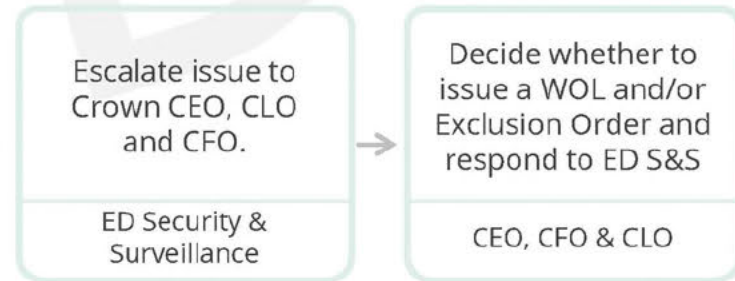 Escalate issue to
Crown CEO, CLO
and CFO.
ED Security &
Surveillance
Decide whether to
issue a WOL and/or
Exclusion Order and
respond to ED S&S
CEO, CFO & CLO